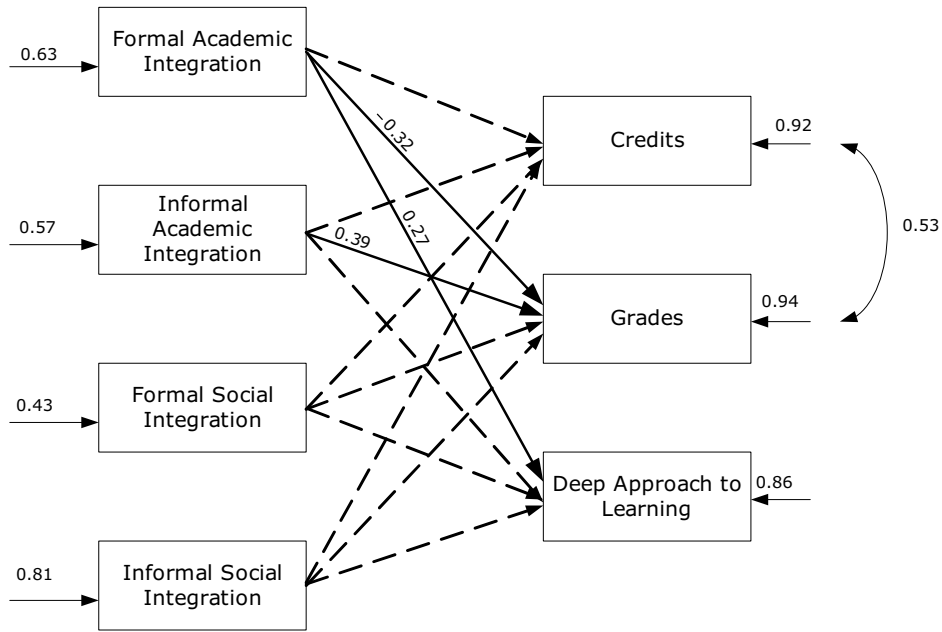 Formal Academic
Integration
0.63
−0.32
Credits
0.92
Informal
Academic
Integration
0.57
0.39
0.27
0.53
Grades
0.94
Formal Social
Integration
0.43
Deep Approach to
Learning
0.86
Informal Social
Integration
0.81